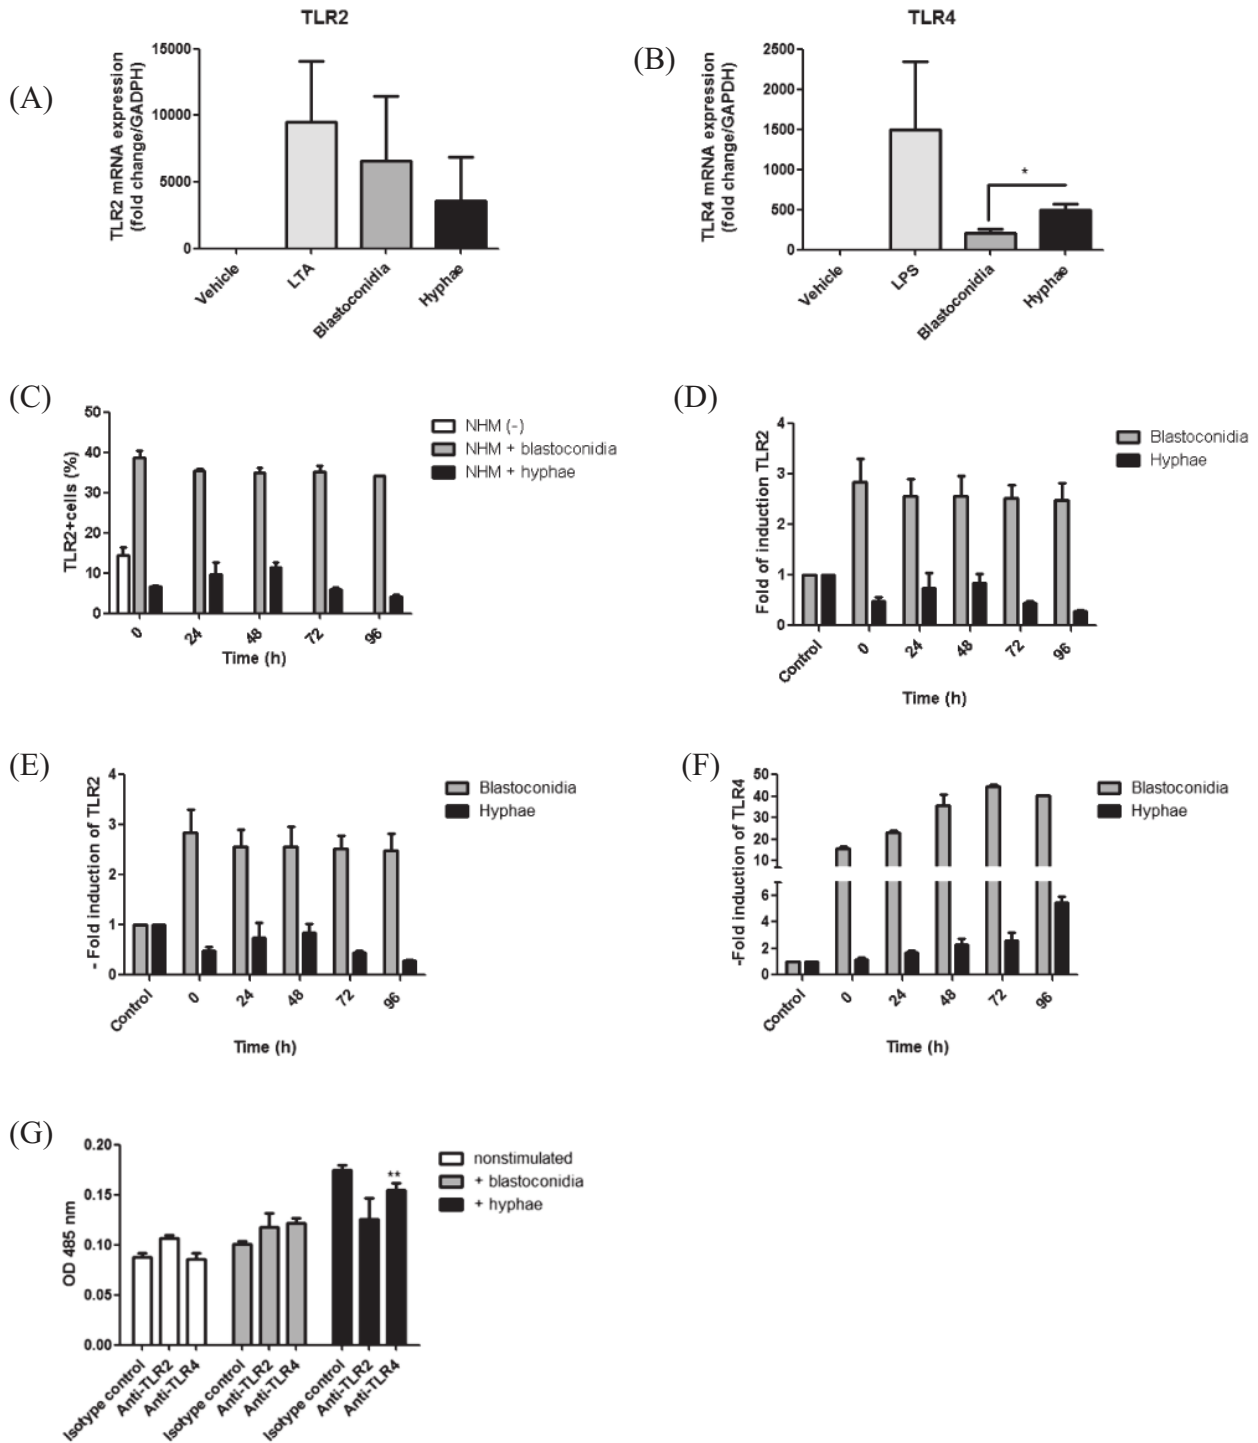 TLR2
(A)
TLR2 mRNA expression
(fold change/GADPH)
15000
10000
5000
0
Vehicle
LTA
Blastoconidia
Hyphae
TLR4
(B)
TLR4 mRNA expression
(fold change/GAPDH)
2500
2000
1500
1000
500
0
*
Vehicle
LPS
Blastoconidia
Hyphae
(C)
TLR2+cells (%)
50
40
30
20
10
0
0
24
48
72
96
Time (h)
NHM (-)
NHM + blastoconidia
NHM + hyphae
(D)
Fold of induction TLR2
4
3
2
1
0
Control
0
24
48
72
96
Time (h)
Blastoconidia
Hyphae
(E)
- Fold induction of TLR2
4
3
2
1
0
Control
0
24
48
72
96
Time (h)
Blastoconidia
Hyphae
(F)
-Fold induction of TLR4
50
40
30
20
10
6
4
2
0
Control
0
24
48
72
96
Time (h)
Blastoconidia
Hyphae
(G)
OD 485 nm
0.20
0.15
0.10
0.05
0.00
**
Isotype control
Anti-TLR2
Anti-TLR4
Isotype control
Anti-TLR2
Anti-TLR4
Isotype control
Anti-TLR2
Anti-TLR4
nonstimulated
+ blastoconidia
+ hyphae